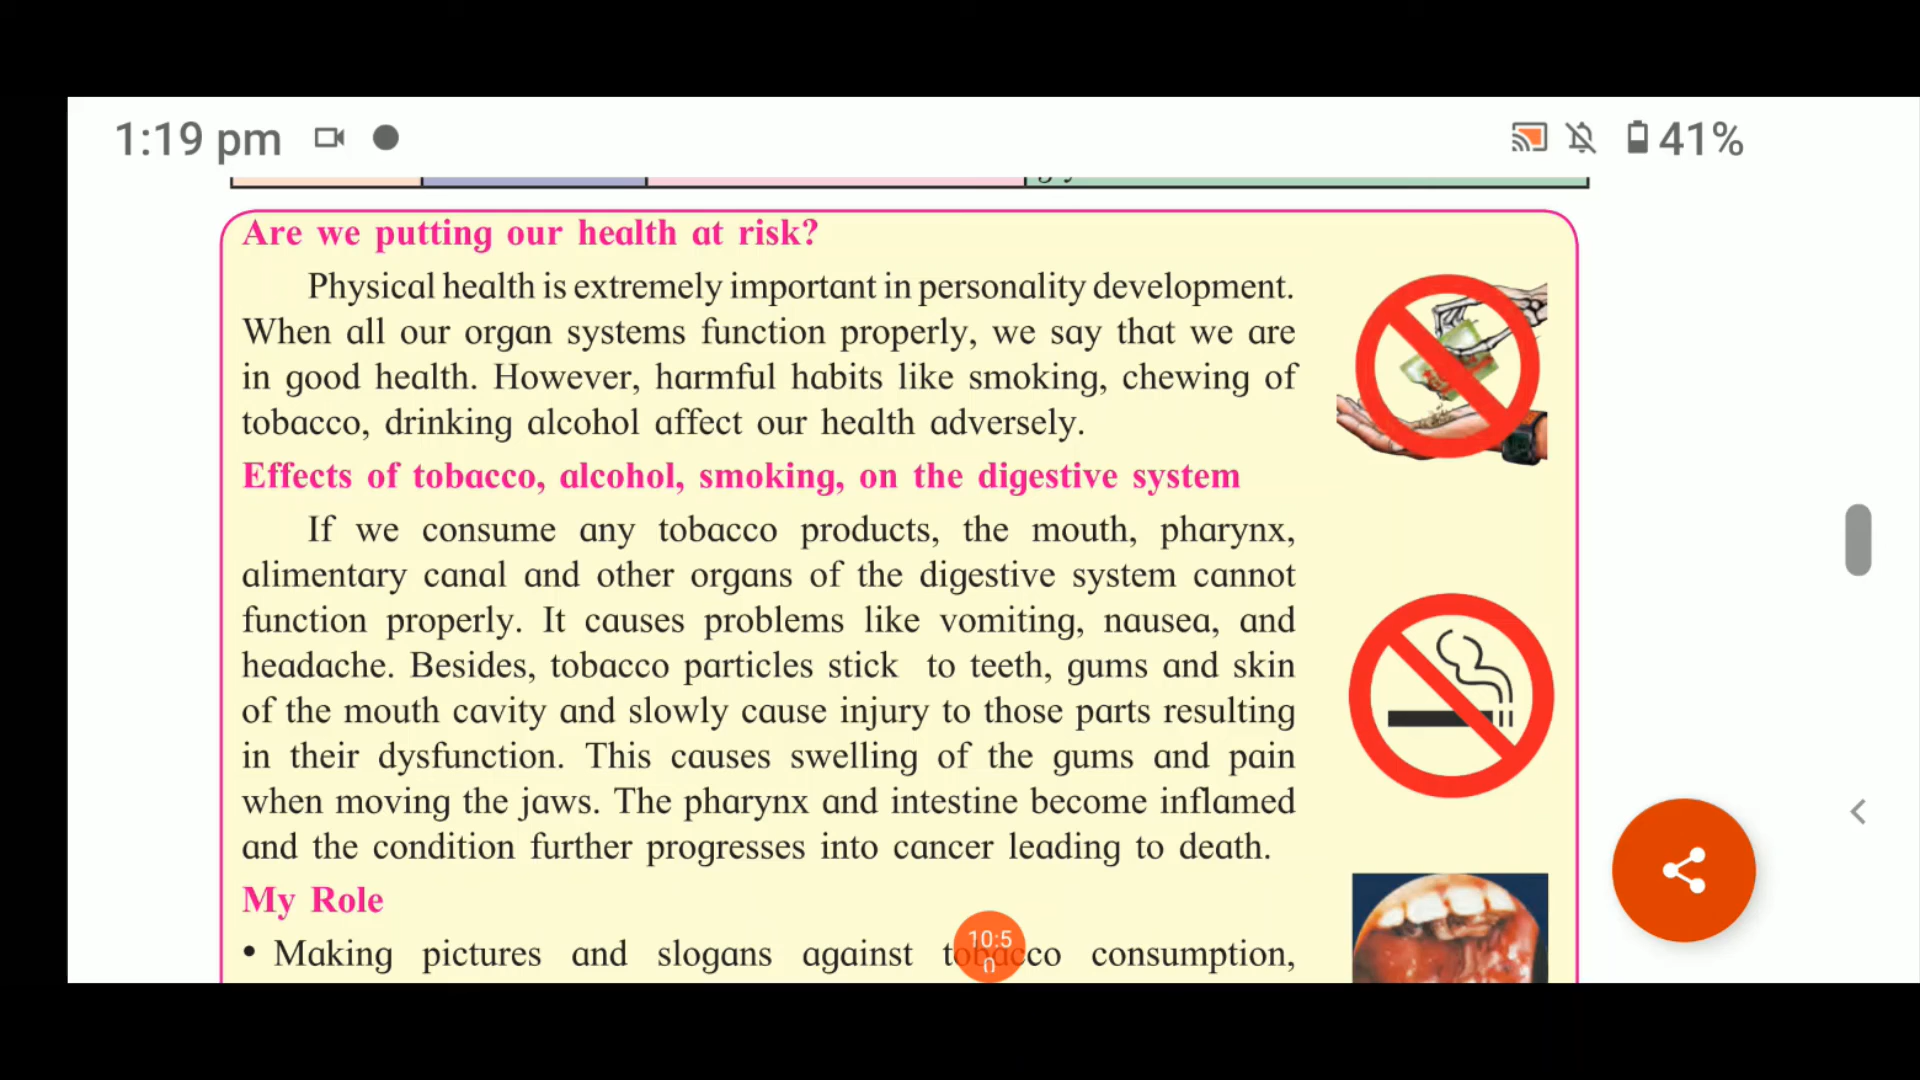 1:19 pm
41%
Are we putting our health at risk?
Physical health is extremely important in personality development.
When all our organ systems function properly, we say that we are
in good health. However, harmful habits like smoking, chewing of
tobacco, drinking alcohol affect our health adversely.
Effects of tobacco, alcohol, smoking, on the digestive system
If we consume any tobacco products, the mouth, pharynx,
alimentary canal and other organs of the digestive system cannot
function properly. It causes problems like vomiting, nausea, and
headache. Besides, tobacco particles stick to teeth, gums and skin
of the mouth cavity and slowly cause injury to those parts resulting
in their dysfunction. This causes swelling of the gums and pain
when moving the jaws. The pharynx and intestine become inflamed
and the condition further progresses into cancer leading to death.
My Role
• Making pictures and slogans against tobacco consumption,
10:5
0